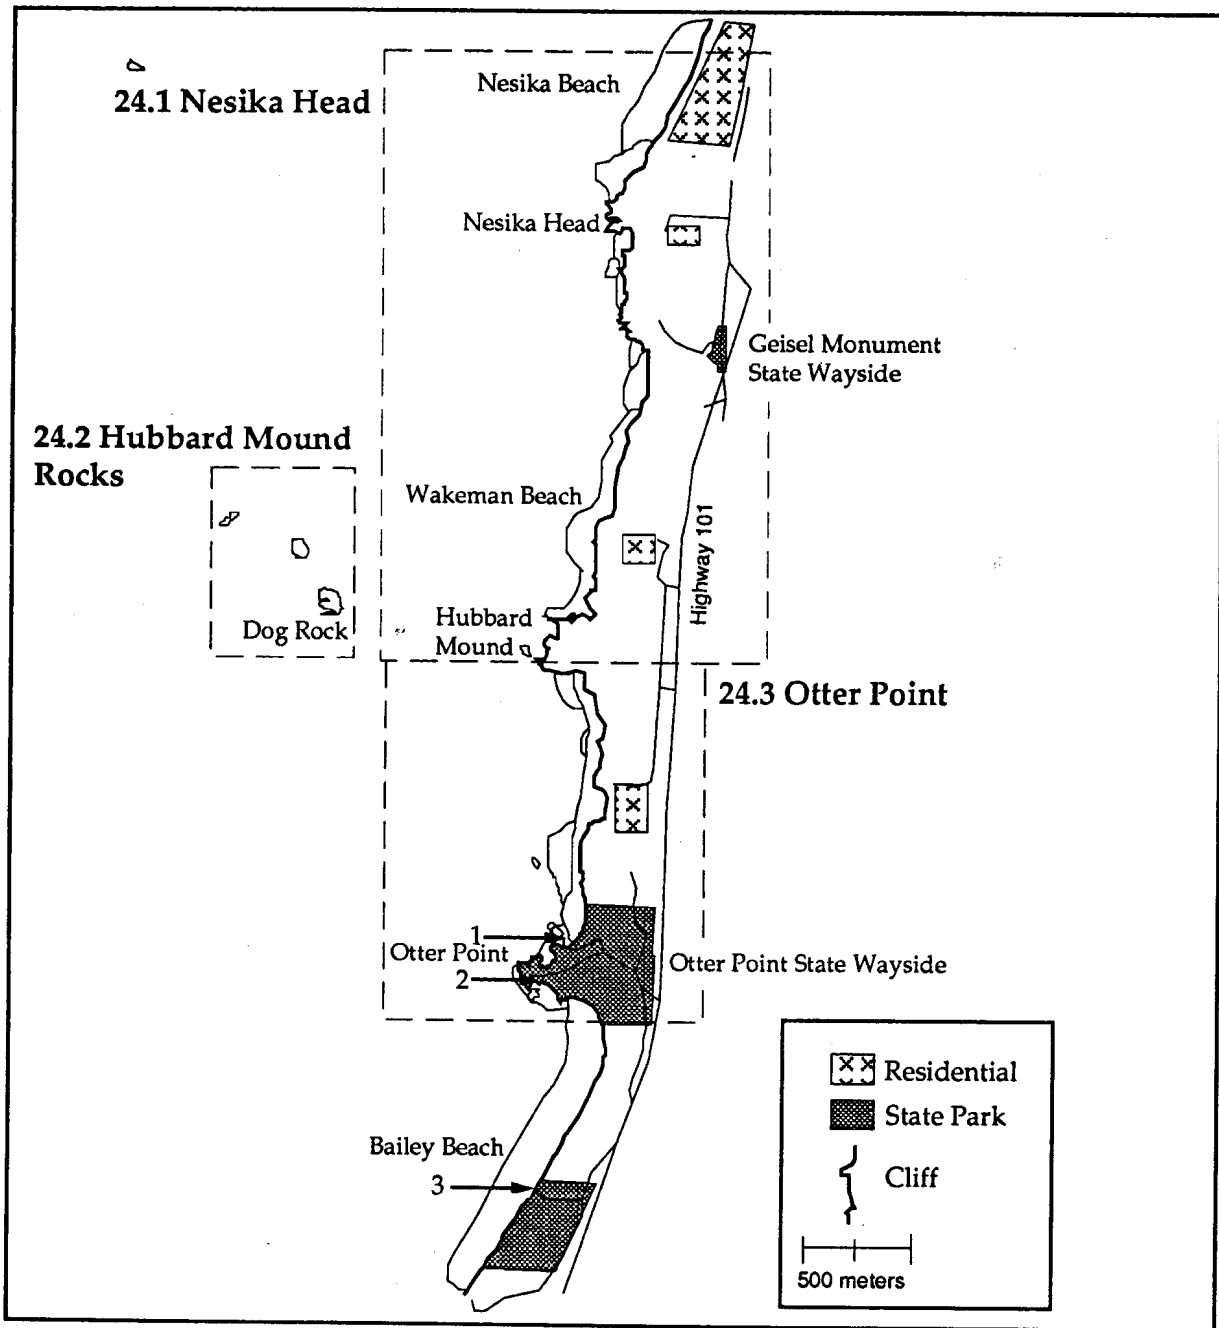 Nesika Beach
24.1 Nesika Head
Nesika Head
Geisel Monument
State Wayside
24.2 Hubbard Mound
Rocks
Wakeman Beach
Highway 101
Hubbard
Mound
Dog Rock
24.3 Otter Point
1
Otter Point
2
Otter Point State Wayside
Residential
State Park
Bailey Beach
3
Cliff
500 meters